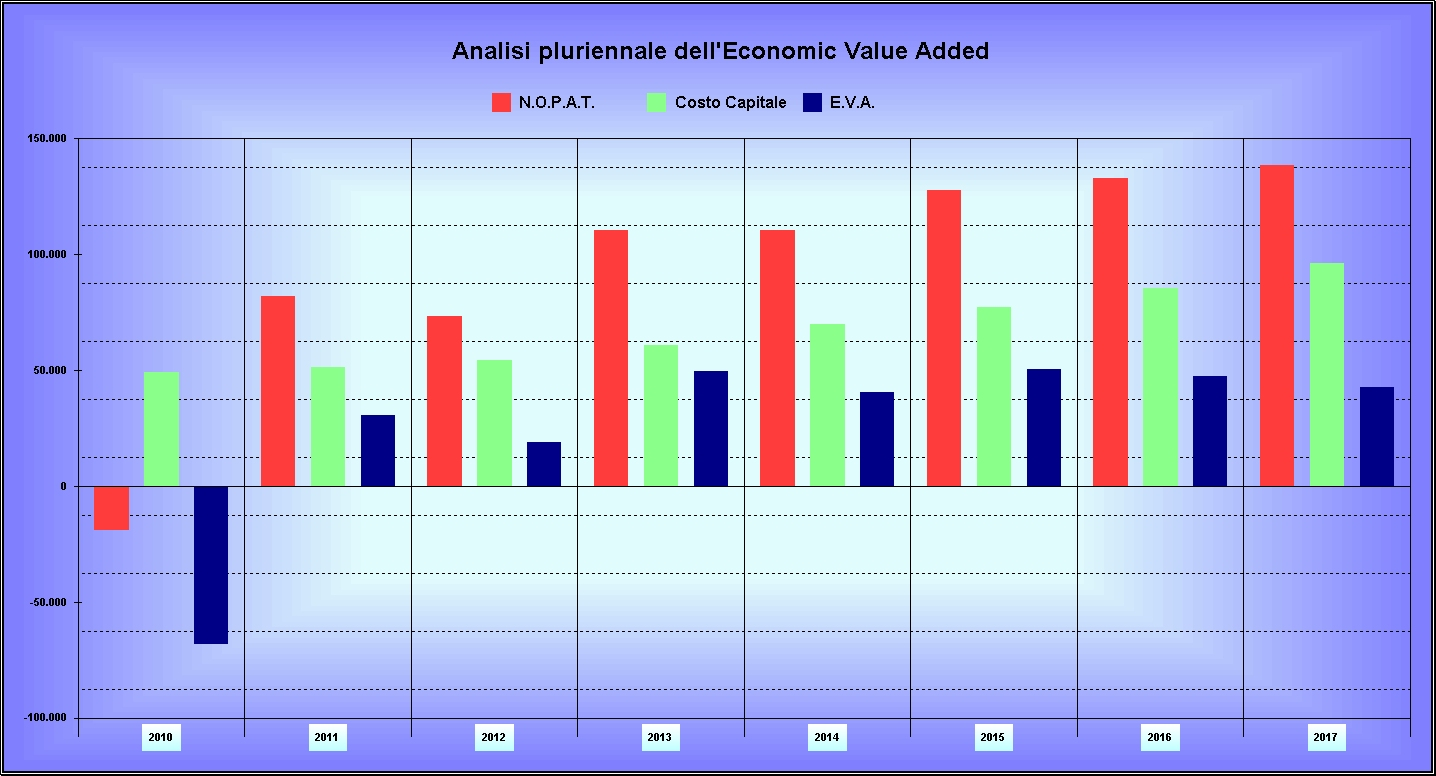 Analisi pluriennale dell'Economic Value Added
N.O.P.A.T. Costo Capitale E.V.A.
150.000
100.000
50.000
0
-50.000
-100.000
2010 2011 2012 2013 2014 2015 2016 2017